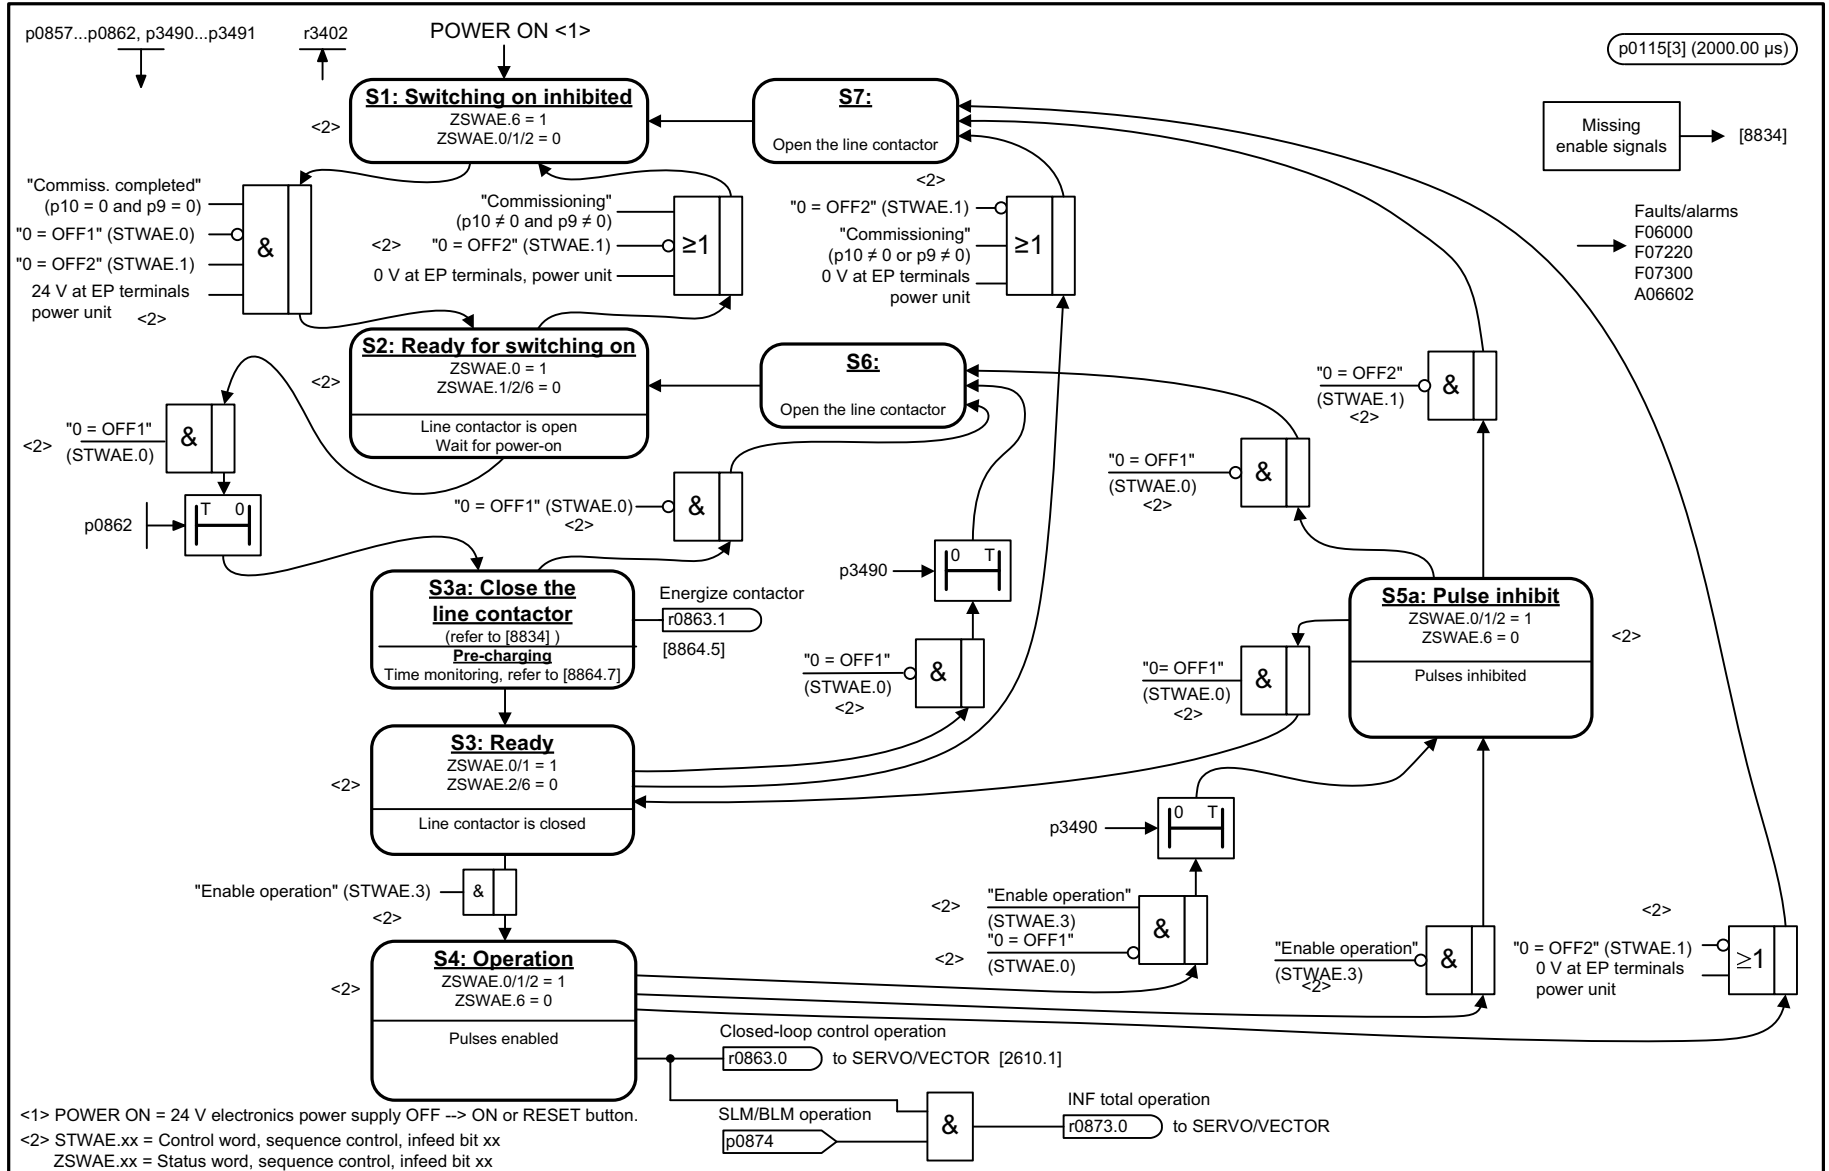 p0857...p0862, p3490...p3491
r3402
POWER ON <1>
p0115[3] (2000.00 µs)
S1: Switching on inhibited
ZSWAE.6 = 1
ZSWAE.0/1/2 = 0
<2>
S7:
Open the line contactor
Missing
enable signals
[8834]
Faults/alarms
F06000
F07220
F07300
A06602
"Commiss. completed"
(p10 = 0 and p9 = 0)
"0 = OFF1" (STWAE.0)
"0 = OFF2" (STWAE.1)
24 V at EP terminals
power unit
<2>
&
"Commissioning"
(p10 ≠ 0 and p9 ≠ 0)
<2> "0 = OFF2" (STWAE.1)
0 V at EP terminals, power unit
≥1
<2>
"0 = OFF2" (STWAE.1)
"Commissioning"
(p10 ≠ 0 or p9 ≠ 0)
0 V at EP terminals
power unit
≥1
S2: Ready for switching on
ZSWAE.0 = 1
ZSWAE.1/2/6 = 0
<2>
Line contactor is open
Wait for power-on
S6:
Open the line contactor
"0 = OFF2"
(STWAE.1)
<2>
&
<2> "0 = OFF1"
(STWAE.0)
&
"0 = OFF1"
(STWAE.0)
<2>
&
"0 = OFF1" (STWAE.0)
<2>
&
p0862
T 0
p3490
0 T
S3a: Close the
line contactor
(refer to [8834] )
Pre-charging
Time monitoring, refer to [8864.7]
Energize contactor
r0863.1
[8864.5]
"0 = OFF1"
(STWAE.0)
<2>
&
"0= OFF1"
(STWAE.0)
<2>
&
S5a: Pulse inhibit
ZSWAE.0/1/2 = 1
ZSWAE.6 = 0
<2>
Pulses inhibited
S3: Ready
ZSWAE.0/1 = 1
ZSWAE.2/6 = 0
<2>
Line contactor is closed
p3490
0 T
"Enable operation" (STWAE.3)
<2>
&
<2> "Enable operation"
(STWAE.3)
<2> "0 = OFF1"
(STWAE.0)
&
"Enable operation"
(STWAE.3)
<2>
&
<2>
"0 = OFF2" (STWAE.1)
0 V at EP terminals
power unit
≥1
S4: Operation
ZSWAE.0/1/2 = 1
ZSWAE.6 = 0
<2>
Pulses enabled
Closed-loop control operation
r0863.0 to SERVO/VECTOR [2610.1]
SLM/BLM operation
p0874
&
INF total operation
r0873.0 to SERVO/VECTOR
<1> POWER ON = 24 V electronics power supply OFF --> ON or RESET button.
<2> STWAE.xx = Control word, sequence control, infeed bit xx
ZSWAE.xx = Status word, sequence control, infeed bit xx